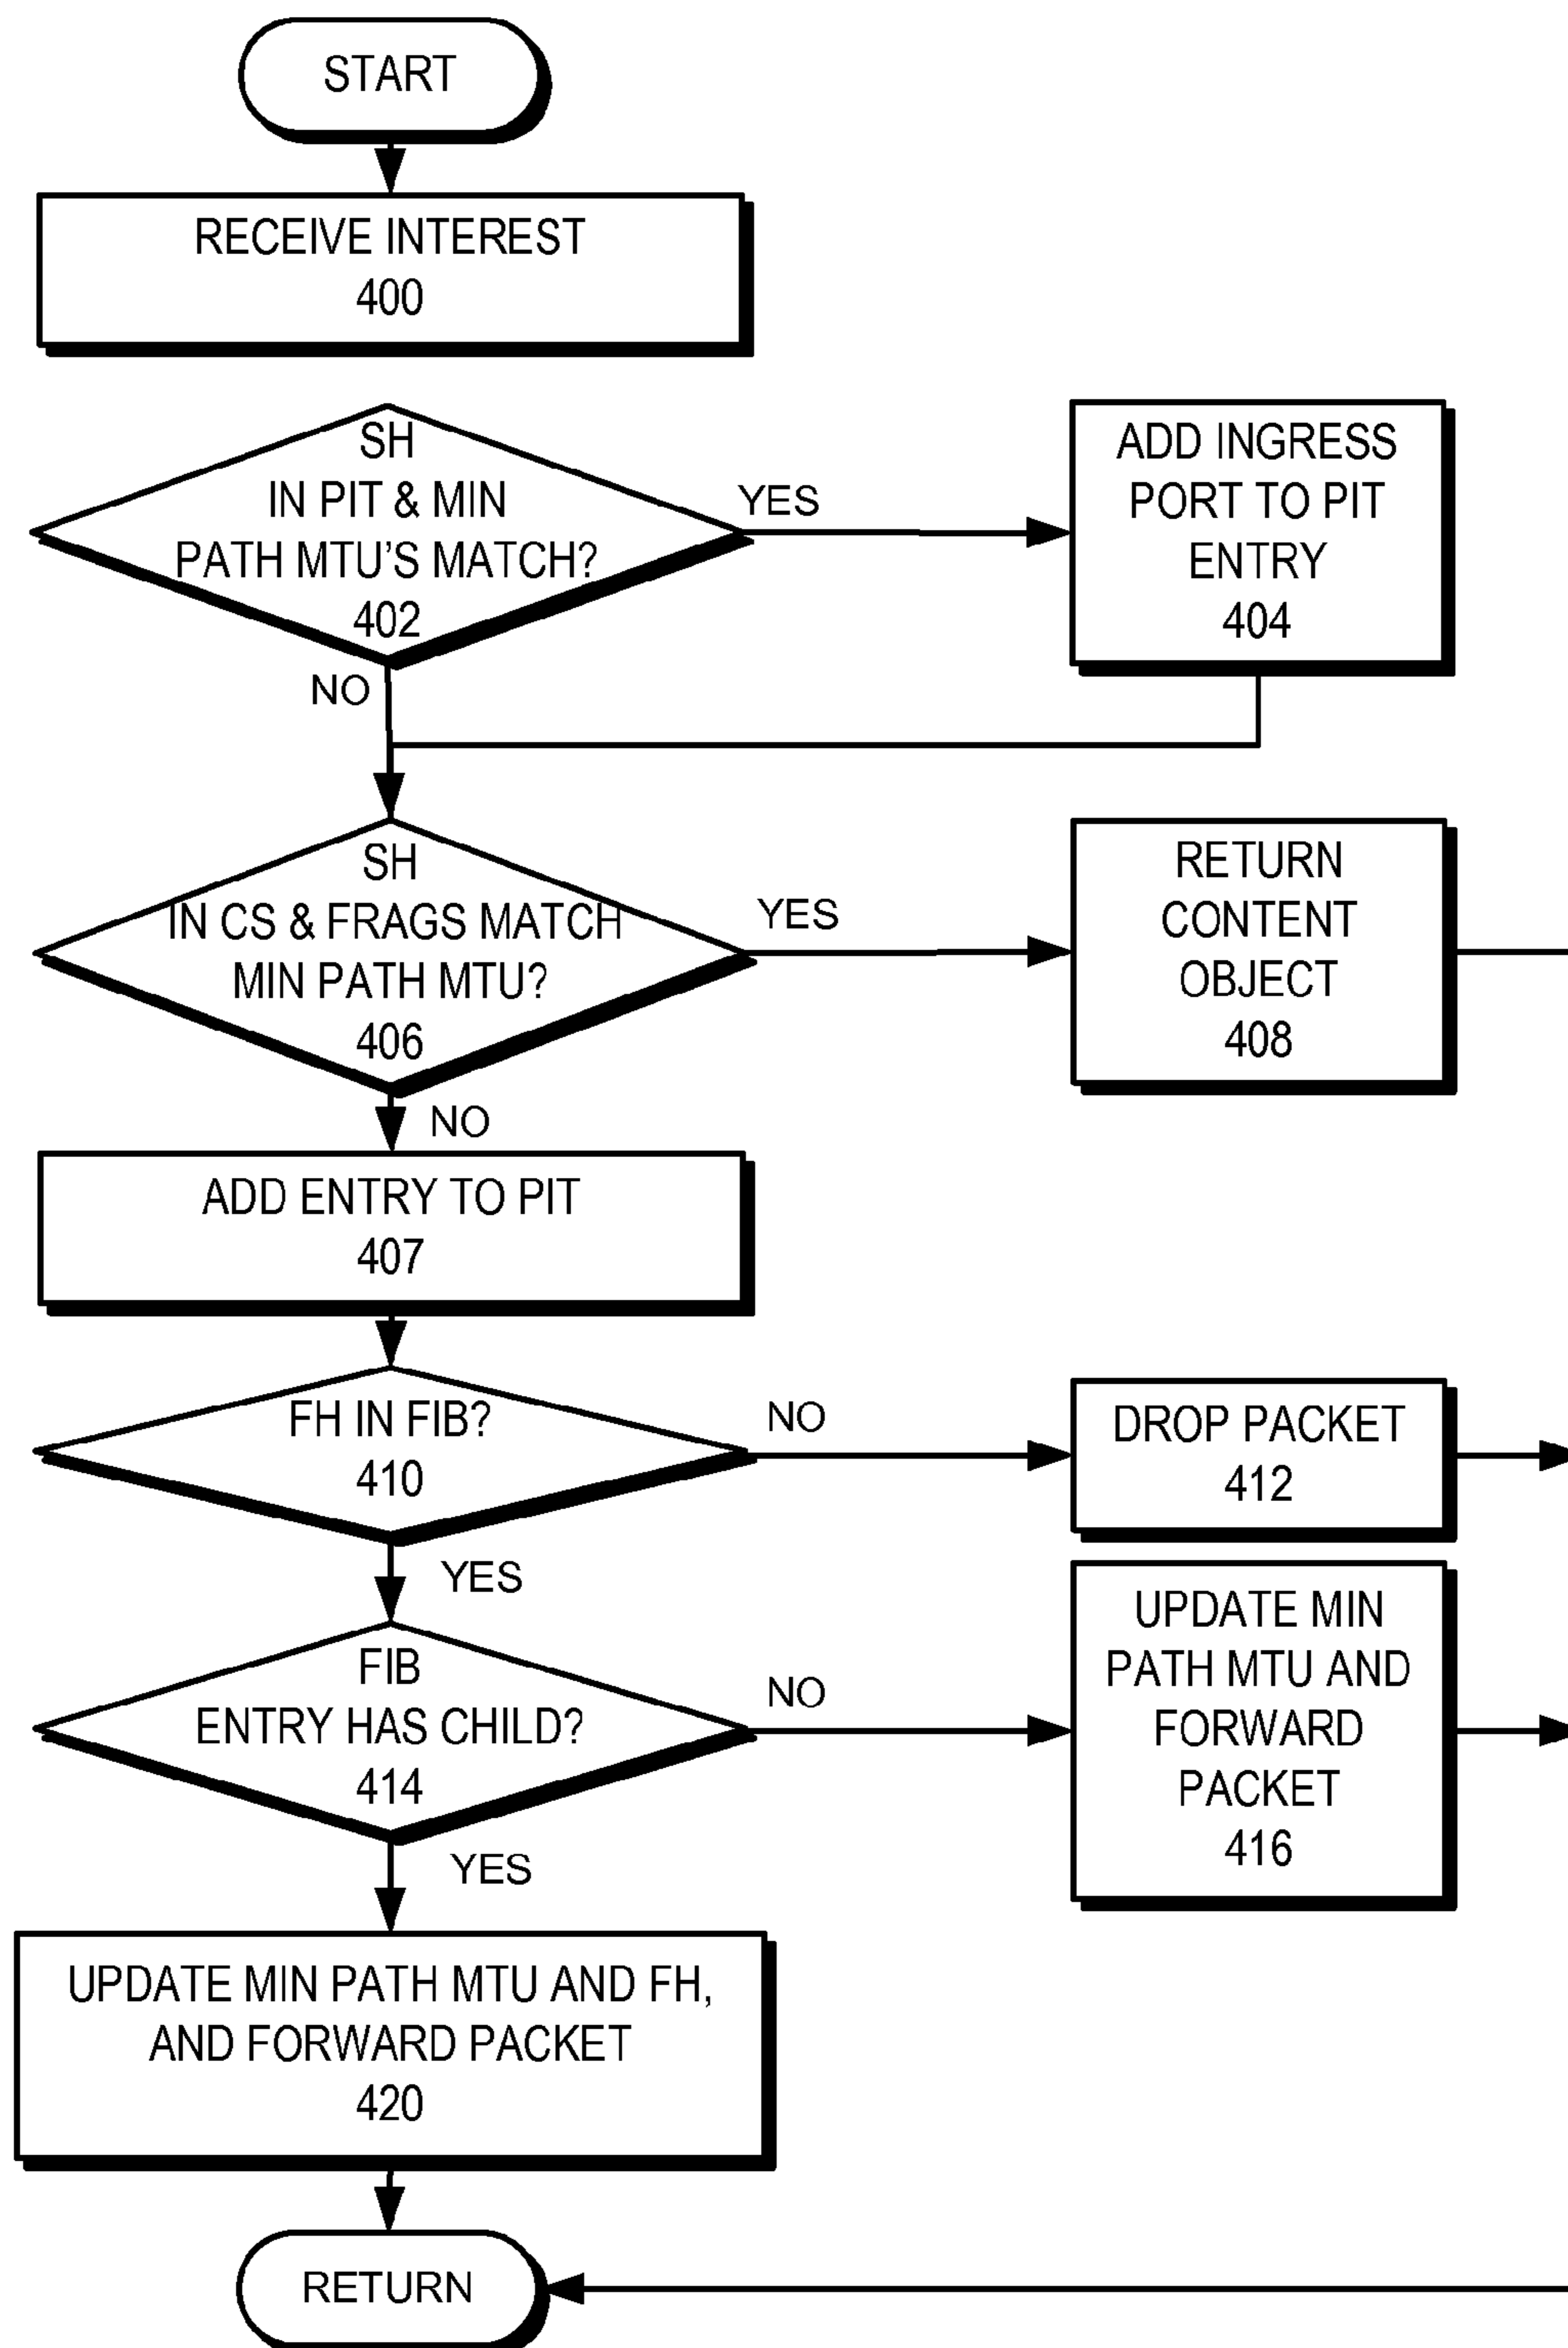 START
RECEIVE INTEREST
400
SH
IN PIT & MIN
PATH MTU'S MATCH?
402
YES
ADD INGRESS
PORT TO PIT
ENTRY
404
NO
SH
IN CS & FRAGS MATCH
MIN PATH MTU?
406
YES
RETURN
CONTENT
OBJECT
408
NO
ADD ENTRY TO PIT
407
FH IN FIB?
410
NO
DROP PACKET
412
YES
FIB
ENTRY HAS CHILD?
414
NO
UPDATE MIN
PATH MTU AND
FORWARD
PACKET
416
YES
UPDATE MIN PATH MTU AND FH,
AND FORWARD PACKET
420
RETURN